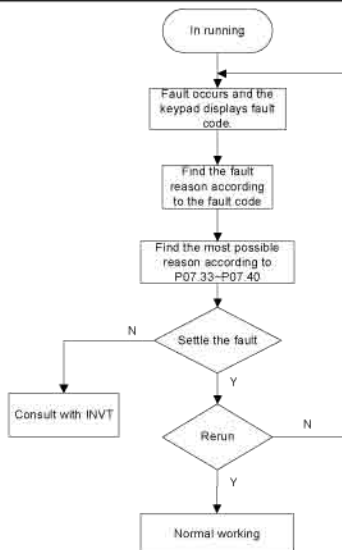 In running
Fault occurs and the
keypad displays fault
code.
Find the fault
reason according
to the fault code
Find the most possible
reason according to
P07.33~P07.40
Settle the fault
N
Y
Consult with INVT
Rerun
N
Y
Normal working